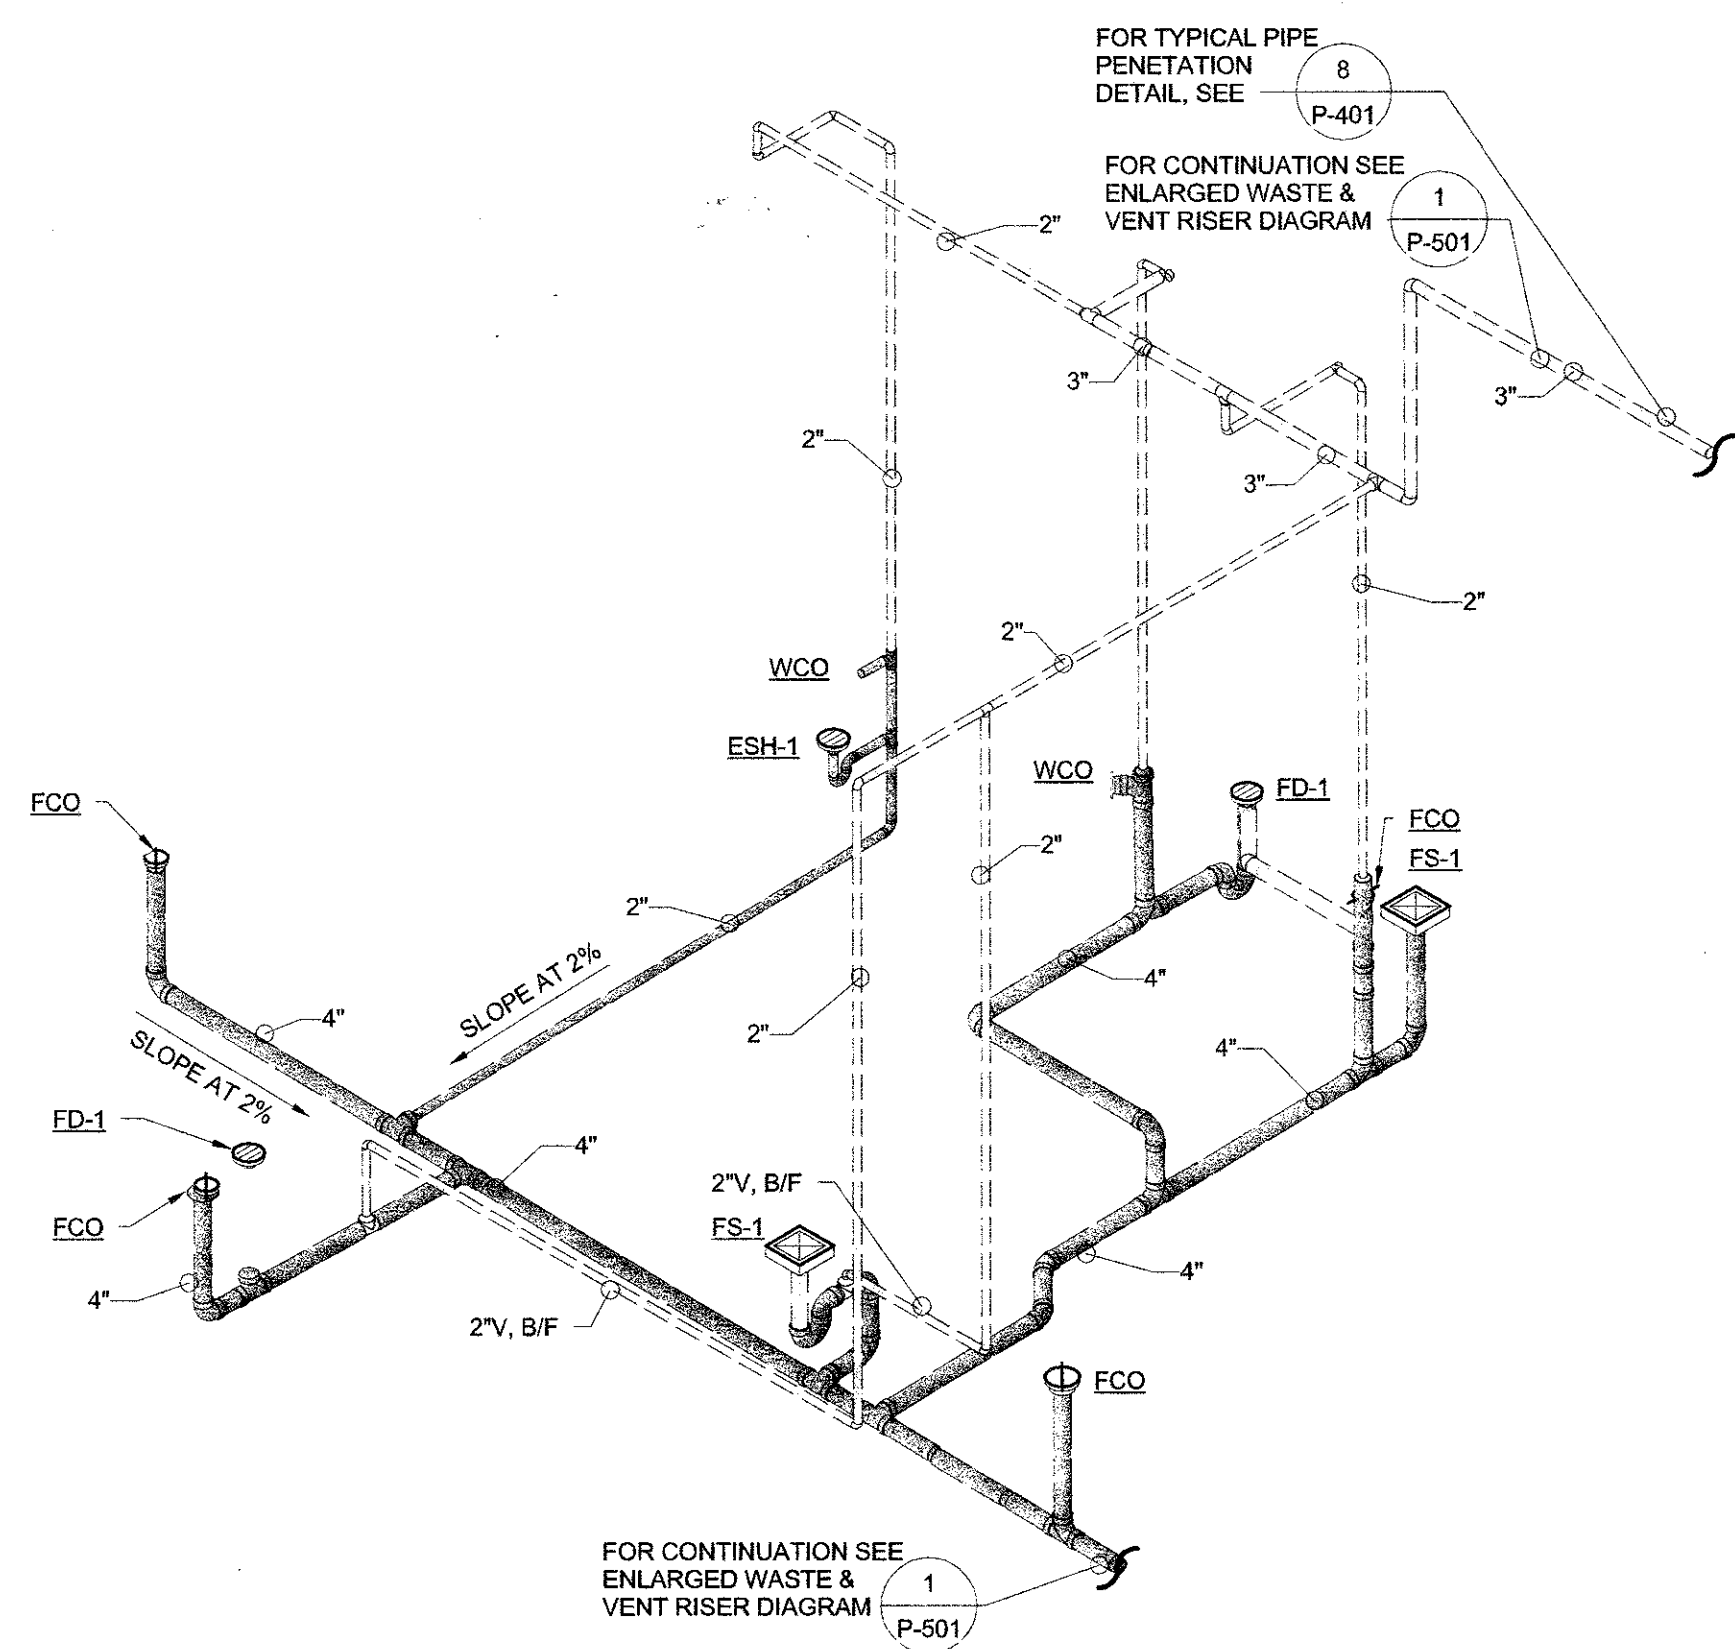 FOR TYPICAL PIPE
PENETATION
DETAIL, SEE
8
P-401
FOR CONTINUATION SEE
ENLARGED WASTE &
VENT RISER DIAGRAM
1
P-501
2"
3"
3"
2"
3"
2"
2"
WCO
ESH-1
WCO
FD-1
FCO
FCO
FS-1
2"
2"
SLOPE AT 2%
4"
2"
4"
SLOPE AT 2%
4"
FD-1
4"
2"V, B/F
FCO
FS-1
4"
4"
2"V, B/F
FCO
FOR CONTINUATION SEE
ENLARGED WASTE &
VENT RISER DIAGRAM
1
P-501